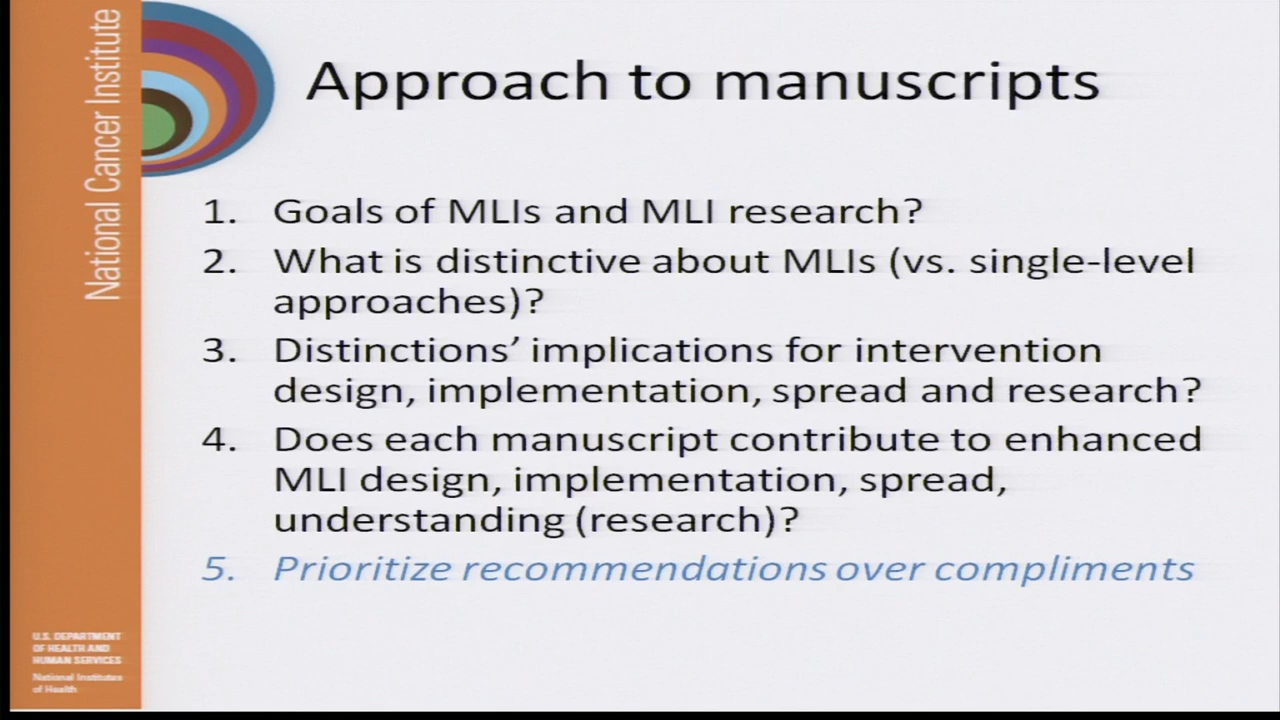 National Cancer Institute
Approach to manuscripts
1. Goals of MLIs and MLI research?
2. What is distinctive about MLIs (vs. single-level
approaches)?
3. Distinctions’ implications for intervention
design, implementation, spread and research?
4. Does each manuscript contribute to enhanced
MLI design, implementation, spread,
understanding (research)?
5. Prioritize recommendations over compliments
U.S. DEPARTMENT
OF HEALTH AND
HUMAN SERVICES
National Institutes
of Health